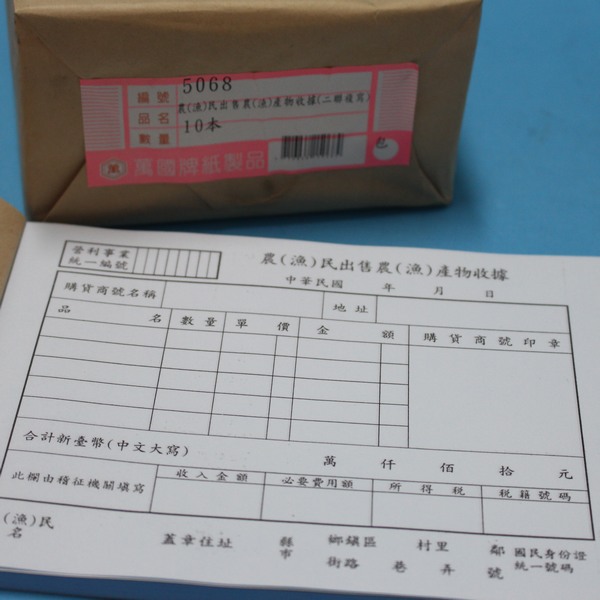 編號 5068
品名 農(漁)民出售農(漁)產物收據(二聯複寫)
數量 10本
萬 萬國牌紙製品
包
農(漁)民出售農(漁)產物收據
營利事業
統一編號
中華民國 年 月 日
購貨商號名稱 地址
品名 數量 單價 金額 購貨商號印章
合計新臺幣(中文大寫) 萬 仟 佰 拾 元
此欄由稽征機關填寫 收入金額 必要費用額 所得稅 稅籍號碼
(漁)民
名
蓋章住址 縣市 鄉鎮區 村里 鄰 國民身份證
街路 巷 弄 號 統一號碼